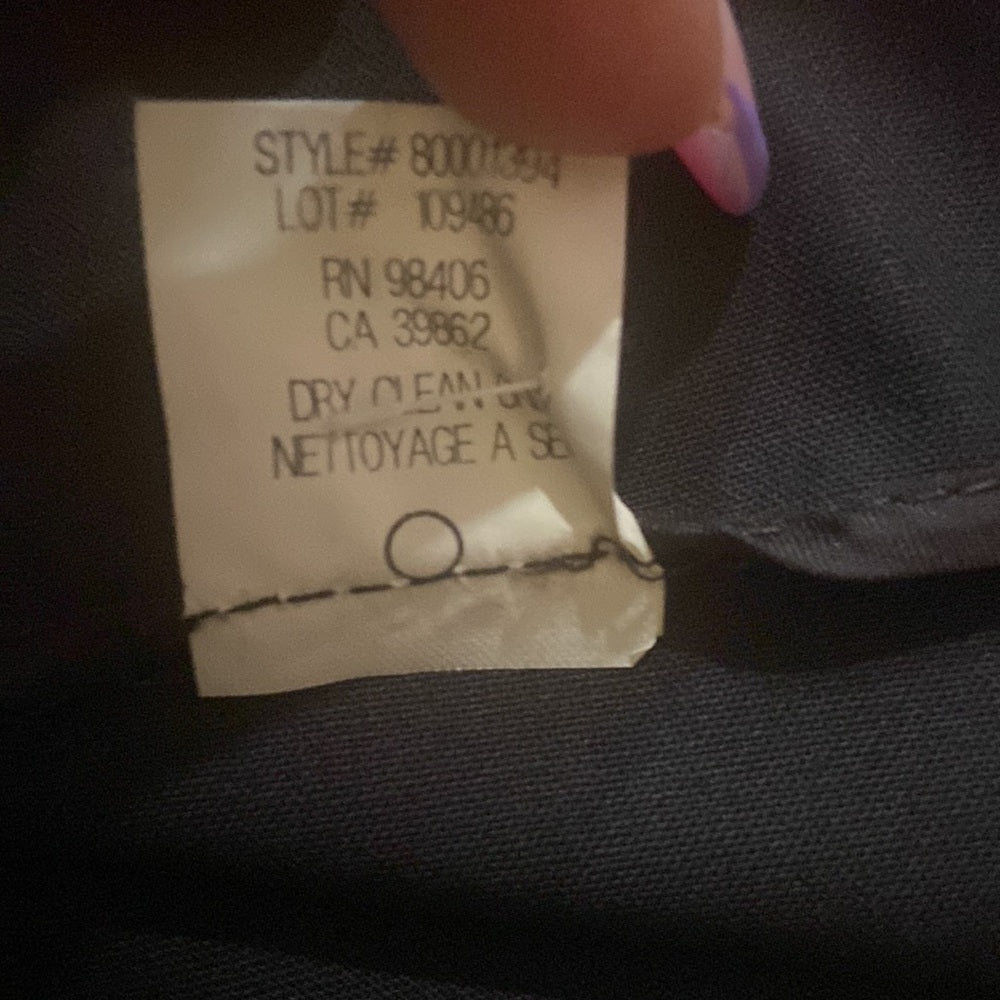 STYLE# 80001394
LOT# 109486
RN 98406
CA 39862
DRY CLEAN
NETTOYAGE A